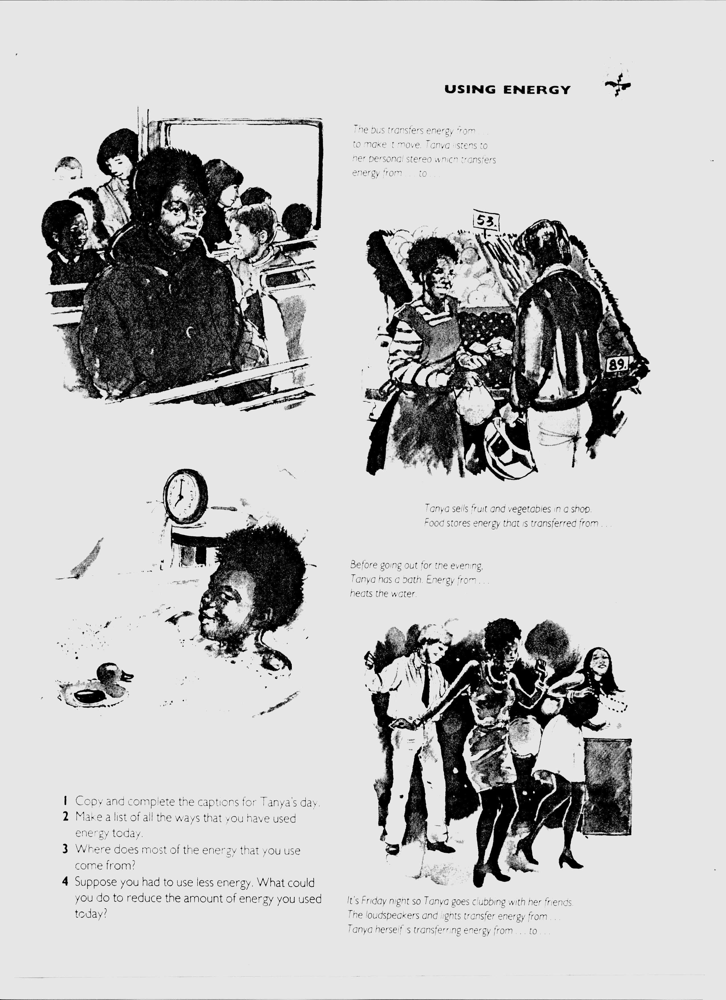 USING ENERGY
The bus transfers energy from . . .
to make t move. Tanya listens to
her personal stereo which transfers
energy from . . . to . . .
53.
89.
Tanya sells fruit and vegetables in a shop.
Food stores energy that is transferred from . . .
Before going out for the evening,
Tanya has a bath. Energy from . . .
heats the water.
1 Copy and complete the captions for Tanya's day.
2 Make a list of all the ways that you have used
energy today.
3 Where does most of the energy that you use
come from?
4 Suppose you had to use less energy. What could
you do to reduce the amount of energy you used
today?
It's Friday night so Tanya goes clubbing with her friends.
The loudspeakers and lights transfer energy from . . .
Tanya herself is transferring energy from . . . to . . .